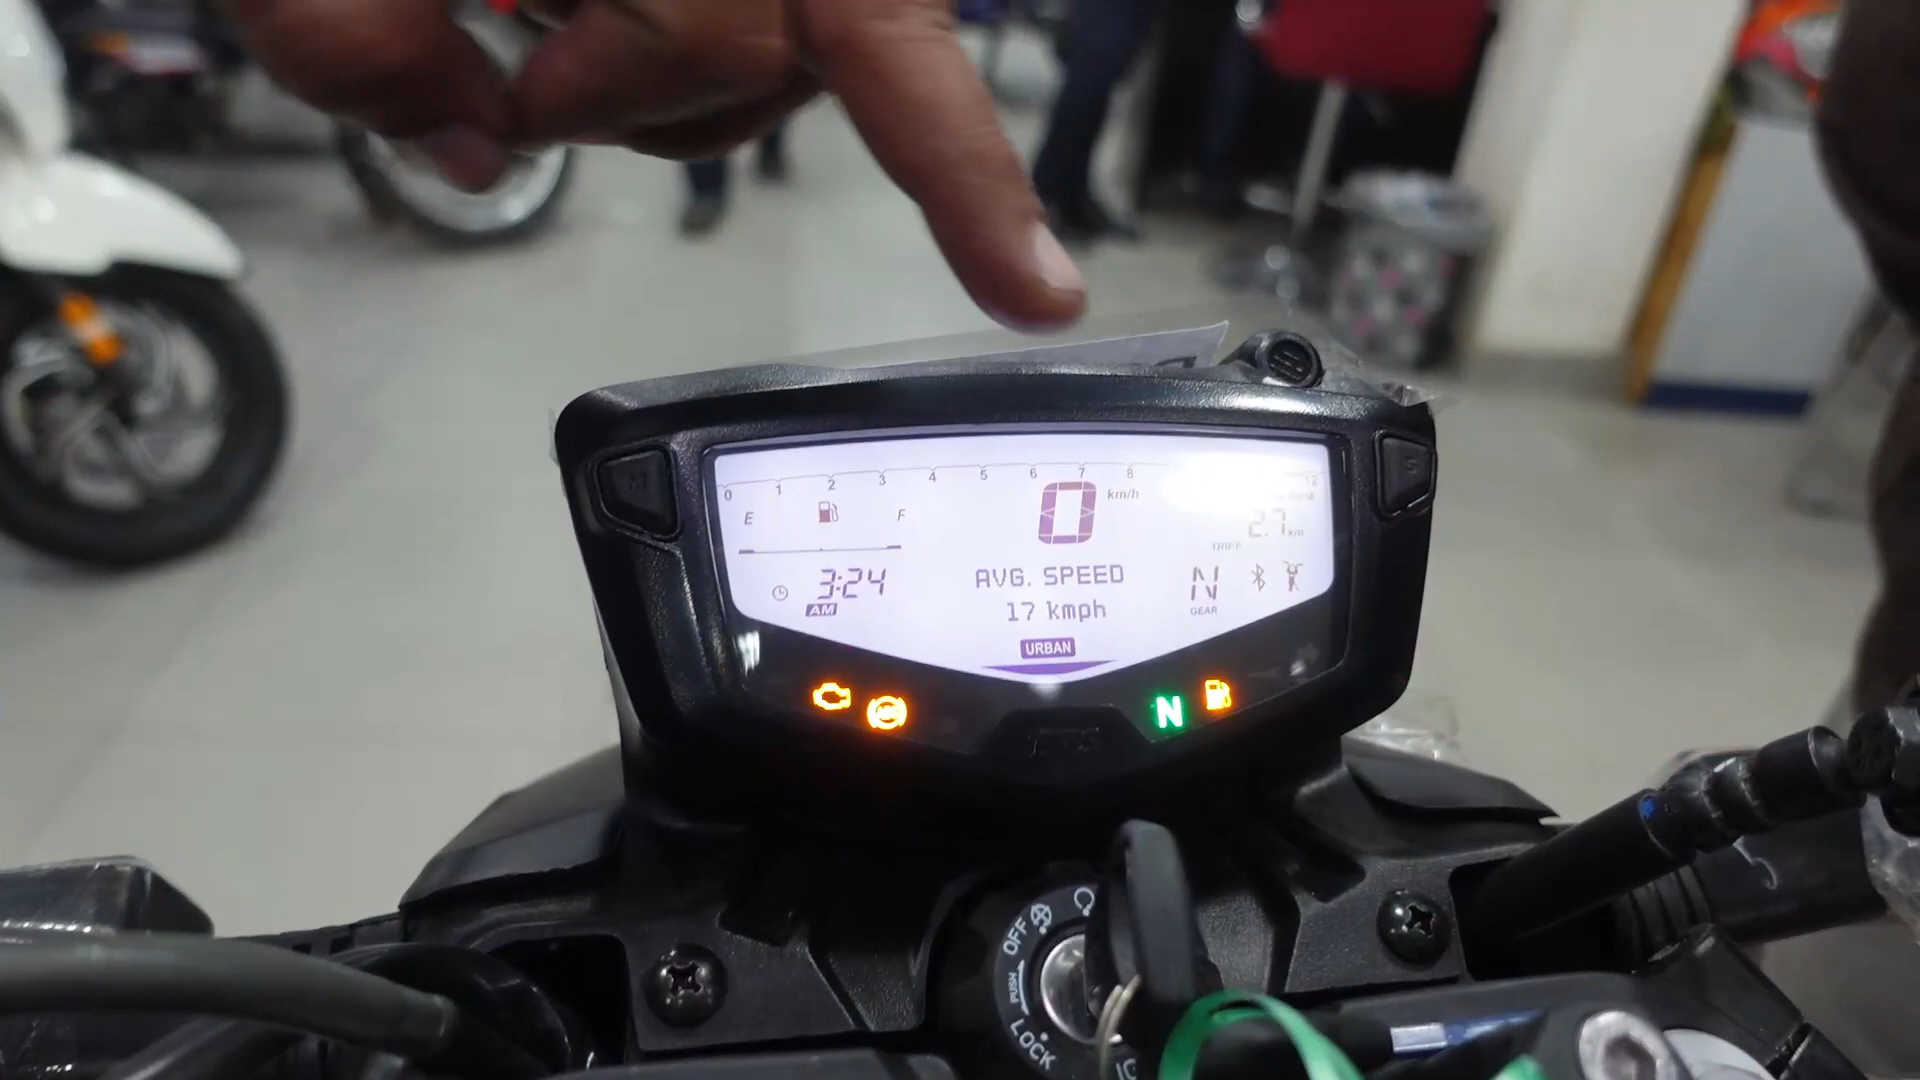 0 1 2 3 4 5 6 7 8 12
E F
0 km/h
2.7 km
TRIP F
3:24
AM
AVG. SPEED
17 kmph
N
GEAR
URBAN
N
TVS
S
OFF
PUSH
LOCK